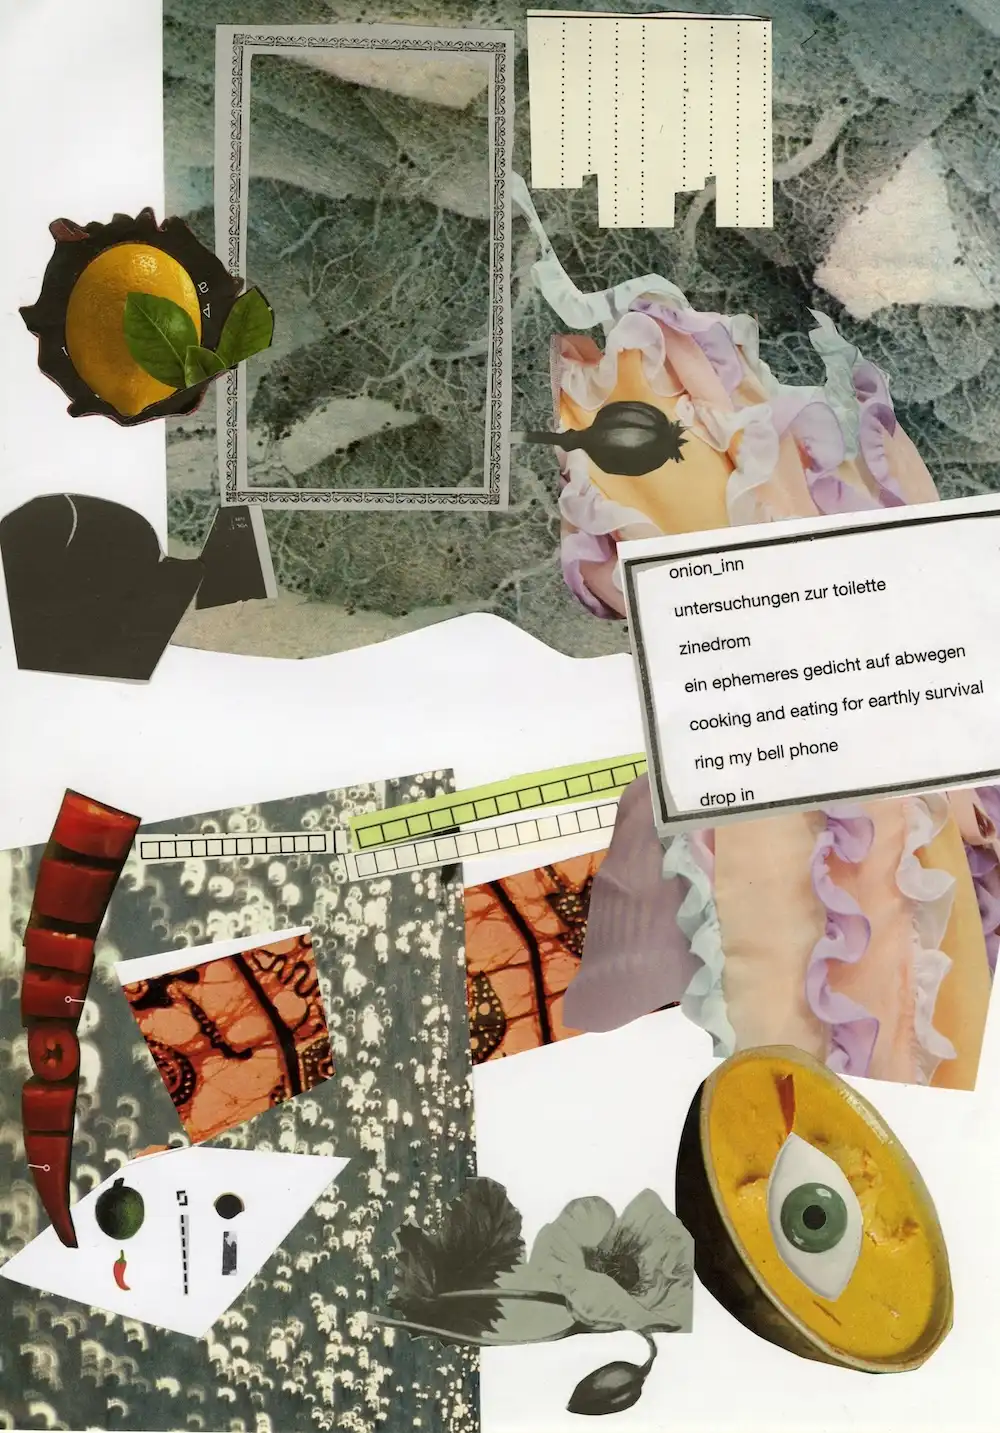 onion_inn
untersuchungen zur toilette
zinedrom
ein ephemeres gedicht auf abwegen
cooking and eating for earthly survival
ring my bell phone
drop in